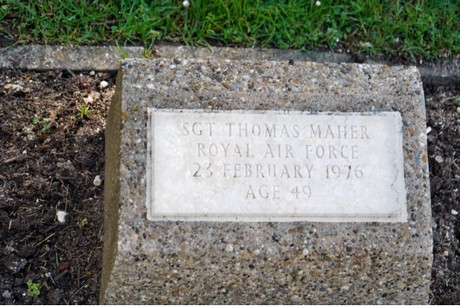 SGT THOMAS MAHER
ROYAL AIR FORCE
23 FEBRUARY 1976
AGE 49